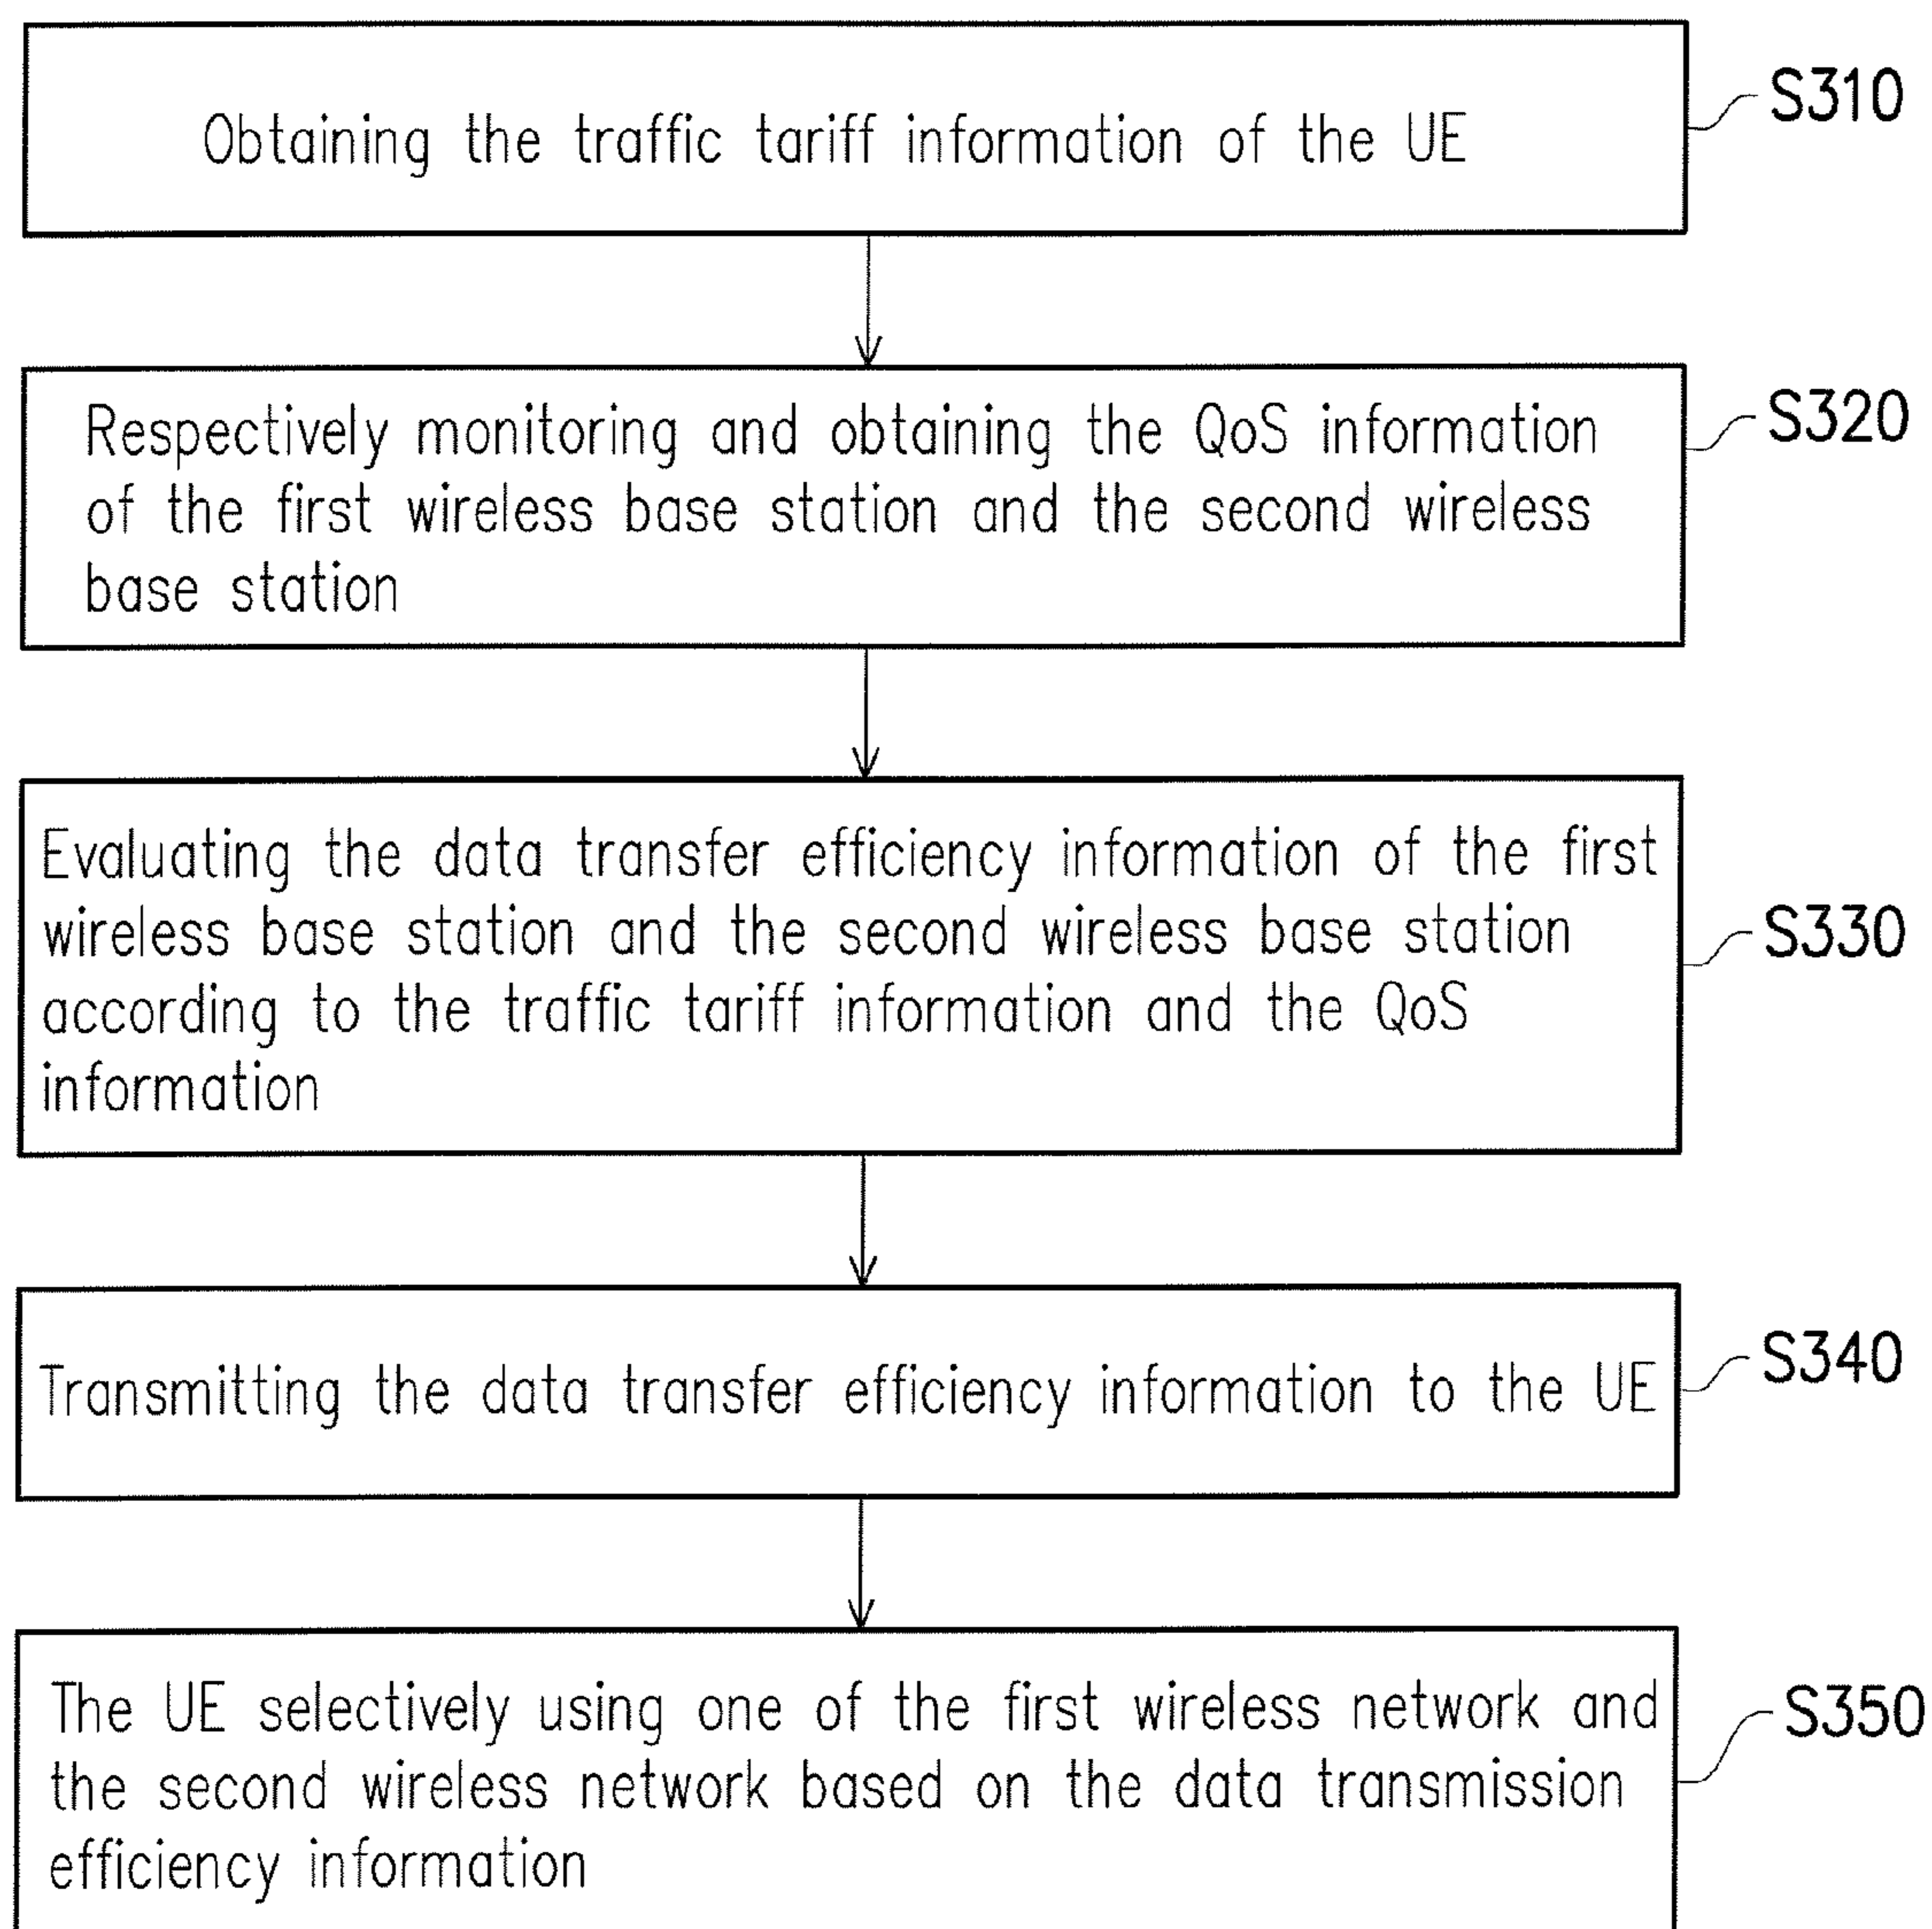 Obtaining the traffic tariff information of the UE
S310
Respectively monitoring and obtaining the QoS information
of the first wireless base station and the second wireless
base station
S320
Evaluating the data transfer efficiency information of the first
wireless base station and the second wireless base station
according to the traffic tariff information and the QoS
information
S330
Transmitting the data transfer efficiency information to the UE
S340
The UE selectively using one of the first wireless network and
the second wireless network based on the data transmission
efficiency information
S350